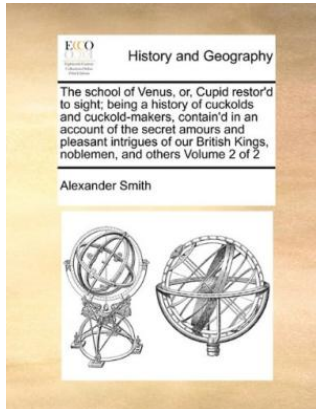 ECCO
History and Geography
The school of Venus, or, Cupid restor'd
to sight; being a history of cuckolds
and cuckold-makers, contain'd in an
account of the secret amours and
pleasant intrigues of our British Kings,
noblemen, and others Volume 2 of 2
Alexander Smith